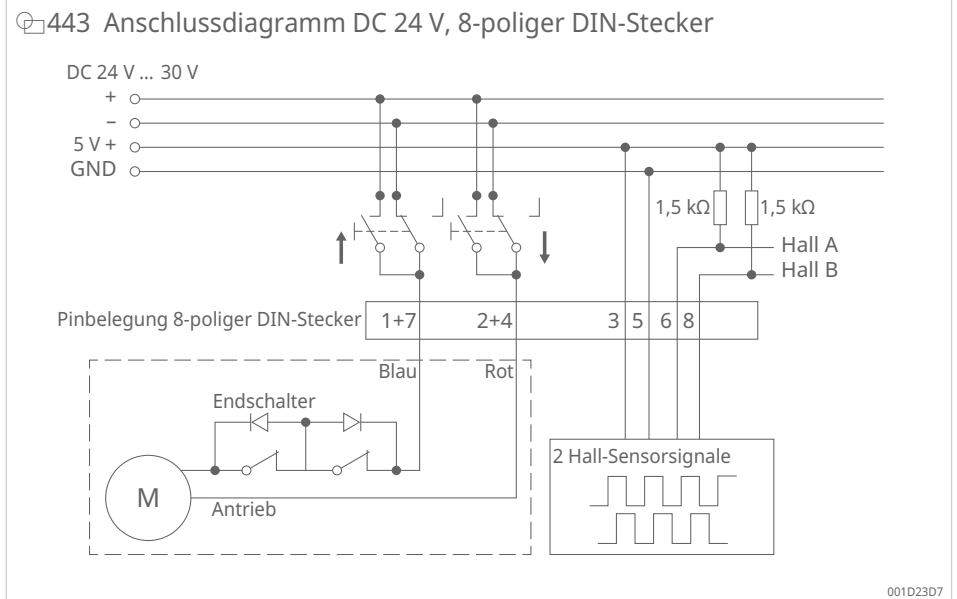 443 Anschlussdiagramm DC 24 V, 8-poliger DIN-Stecker
DC 24 V ... 30 V
+
−
5 V +
GND
1,5 kΩ
1,5 kΩ
Hall A
Hall B
Pinbelegung 8-poliger DIN-Stecker
1+7
2+4
3
5
6
8
Blau
Rot
Endschalter
2 Hall-Sensorsignale
M
Antrieb
001D23D7